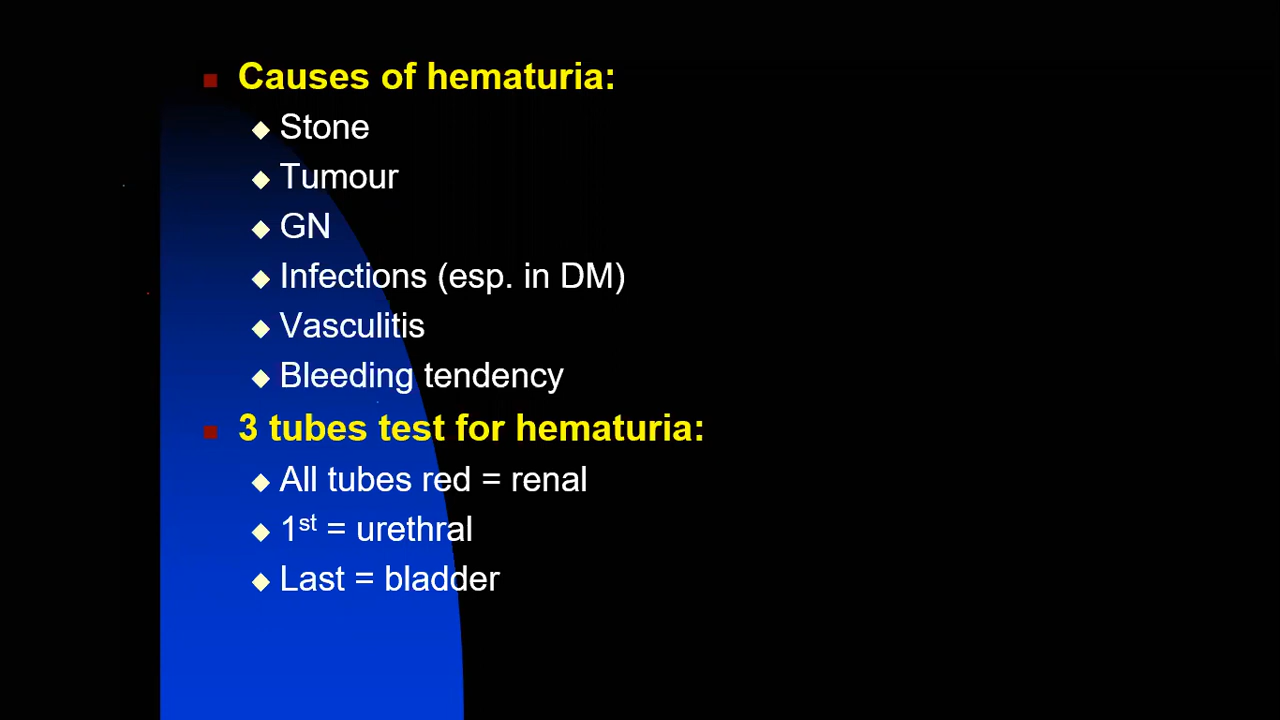 Causes of hematuria:
Stone
Tumour
GN
Infections (esp. in DM)
Vasculitis
Bleeding tendency
3 tubes test for hematuria:
All tubes red = renal
1st = urethral
Last = bladder